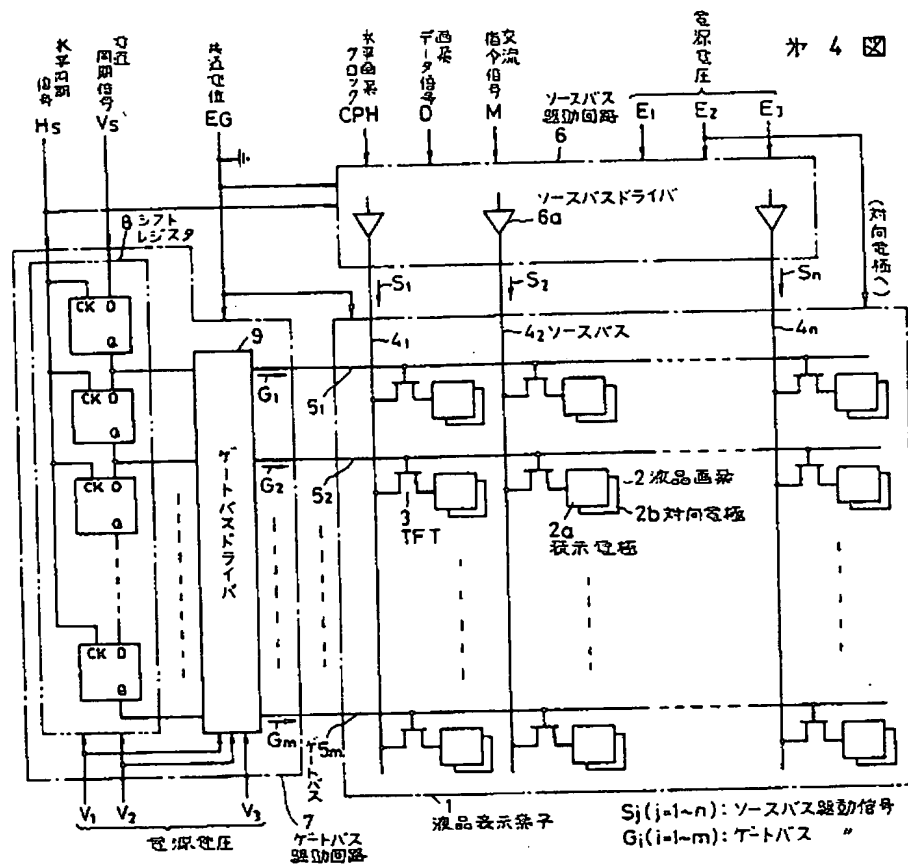 オ 4 図
水平同期信号
Hs
垂直同期信号
Vs
共通電位
EG
水平画素クロック
CPH
画素データ信号
D
交流指令信号
M
電源電圧
E1
E2
E3
ソースバス駆動回路
6
ソースバスドライバ
6a
(対向電極へ)
8 シフトレジスタ
S1
S2
Sn
CK D
Q
9
41
42 ソースバス
4n
G1
51
CK D
Q
ゲートバスドライバ
G2
52
CK D
Q
3
TFT
2 液晶画素
2b 対向電極
2a
表示電極
CK D
Q
Gm
5m
ゲートバス
V1
V2
V3
電源電圧
7
ゲートバス駆動回路
1
液晶表示素子
Sj(j=1~n):ソースバス駆動信号
Gi(i=1~m):ゲートバス 〃